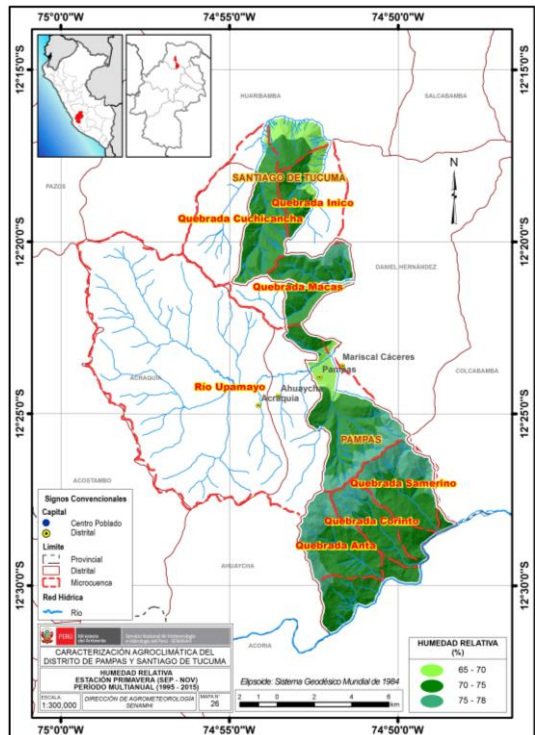 75°0'0"O 74°55'0"O 74°50'0"O
12°15'0"S 12°15'0"S
HUARIBAMBA
SALCABAMBA
PAZOS
N
SANTIAGO DE TUCUMA
Quebrada Inico
Quebrada Cuchicancha
12°20'0"S 12°20'0"S
DANIEL HERNÁNDEZ
Quebrada Macas
Mariscal Cáceres
Pampas
COLCABAMBA
ACRAQUIA
Río Upamayo
Ahuaycha
Acraquia
12°25'0"S 12°25'0"S
PAMPAS
ACOSTAMBO
Quebrada Samerino
Signos Convencionales
Capital
Centro Poblado
Distrital
Límite
Provincial
Distrital
Microcuenca
Red Hídrica
Río
Quebrada Corinto
Quebrada Anta
AHUAYCHA
12°30'0"S 12°30'0"S
ACORIA
PERÚ Ministerio del Ambiente Servicio Nacional de Meteorología e Hidrología del Perú - SENAMHI
CARACTERIZACIÓN AGROCLIMÁTICA DEL
DISTRITO DE PAMPAS Y SANTIAGO DE TUCUMA
HUMEDAD RELATIVA
ESTACIÓN PRIMAVERA (SEP - NOV)
PERÍODO MULTIANUAL (1995 - 2015)
ESCALA:
1:300,000
DIRECCIÓN DE AGROMETEOROLOGÍA
SENAMHI
MAPA N°
26
Elipsoide: Sistema Geodésico Mundial de 1984
2 1 0 2 4 6
km
HUMEDAD RELATIVA
(%)
65 - 70
70 - 75
75 - 78
75°0'0"O 74°55'0"O 74°50'0"O